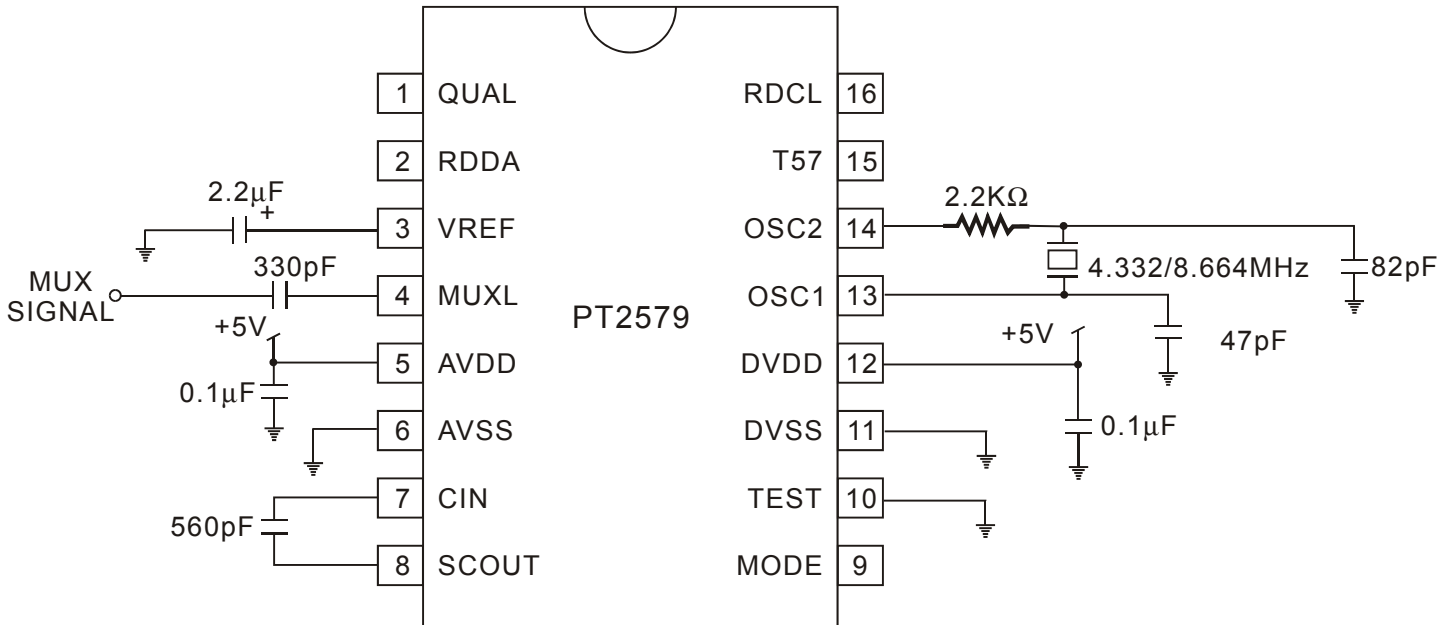 1 QUAL RDCL 16
2 RDDA T57 15
2.2μF
+
3 VREF OSC2 14
2.2KΩ
330pF
MUX
SIGNAL
4 MUXL OSC1 13
4.332/8.664MHz
82pF
PT2579
+5V
5 AVDD DVDD 12
+5V
47pF
0.1μF
6 AVSS DVSS 11
0.1μF
7 CIN TEST 10
560pF
8 SCOUT MODE 9